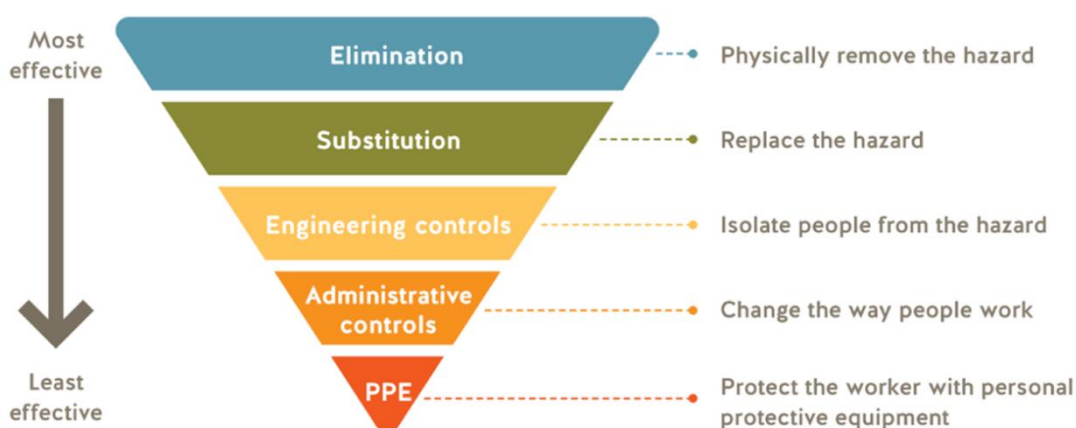 Most
effective
Elimination
Physically remove the hazard
Substitution
Replace the hazard
Engineering controls
Isolate people from the hazard
Administrative
controls
Change the way people work
Least
effective
PPE
Protect the worker with personal
protective equipment